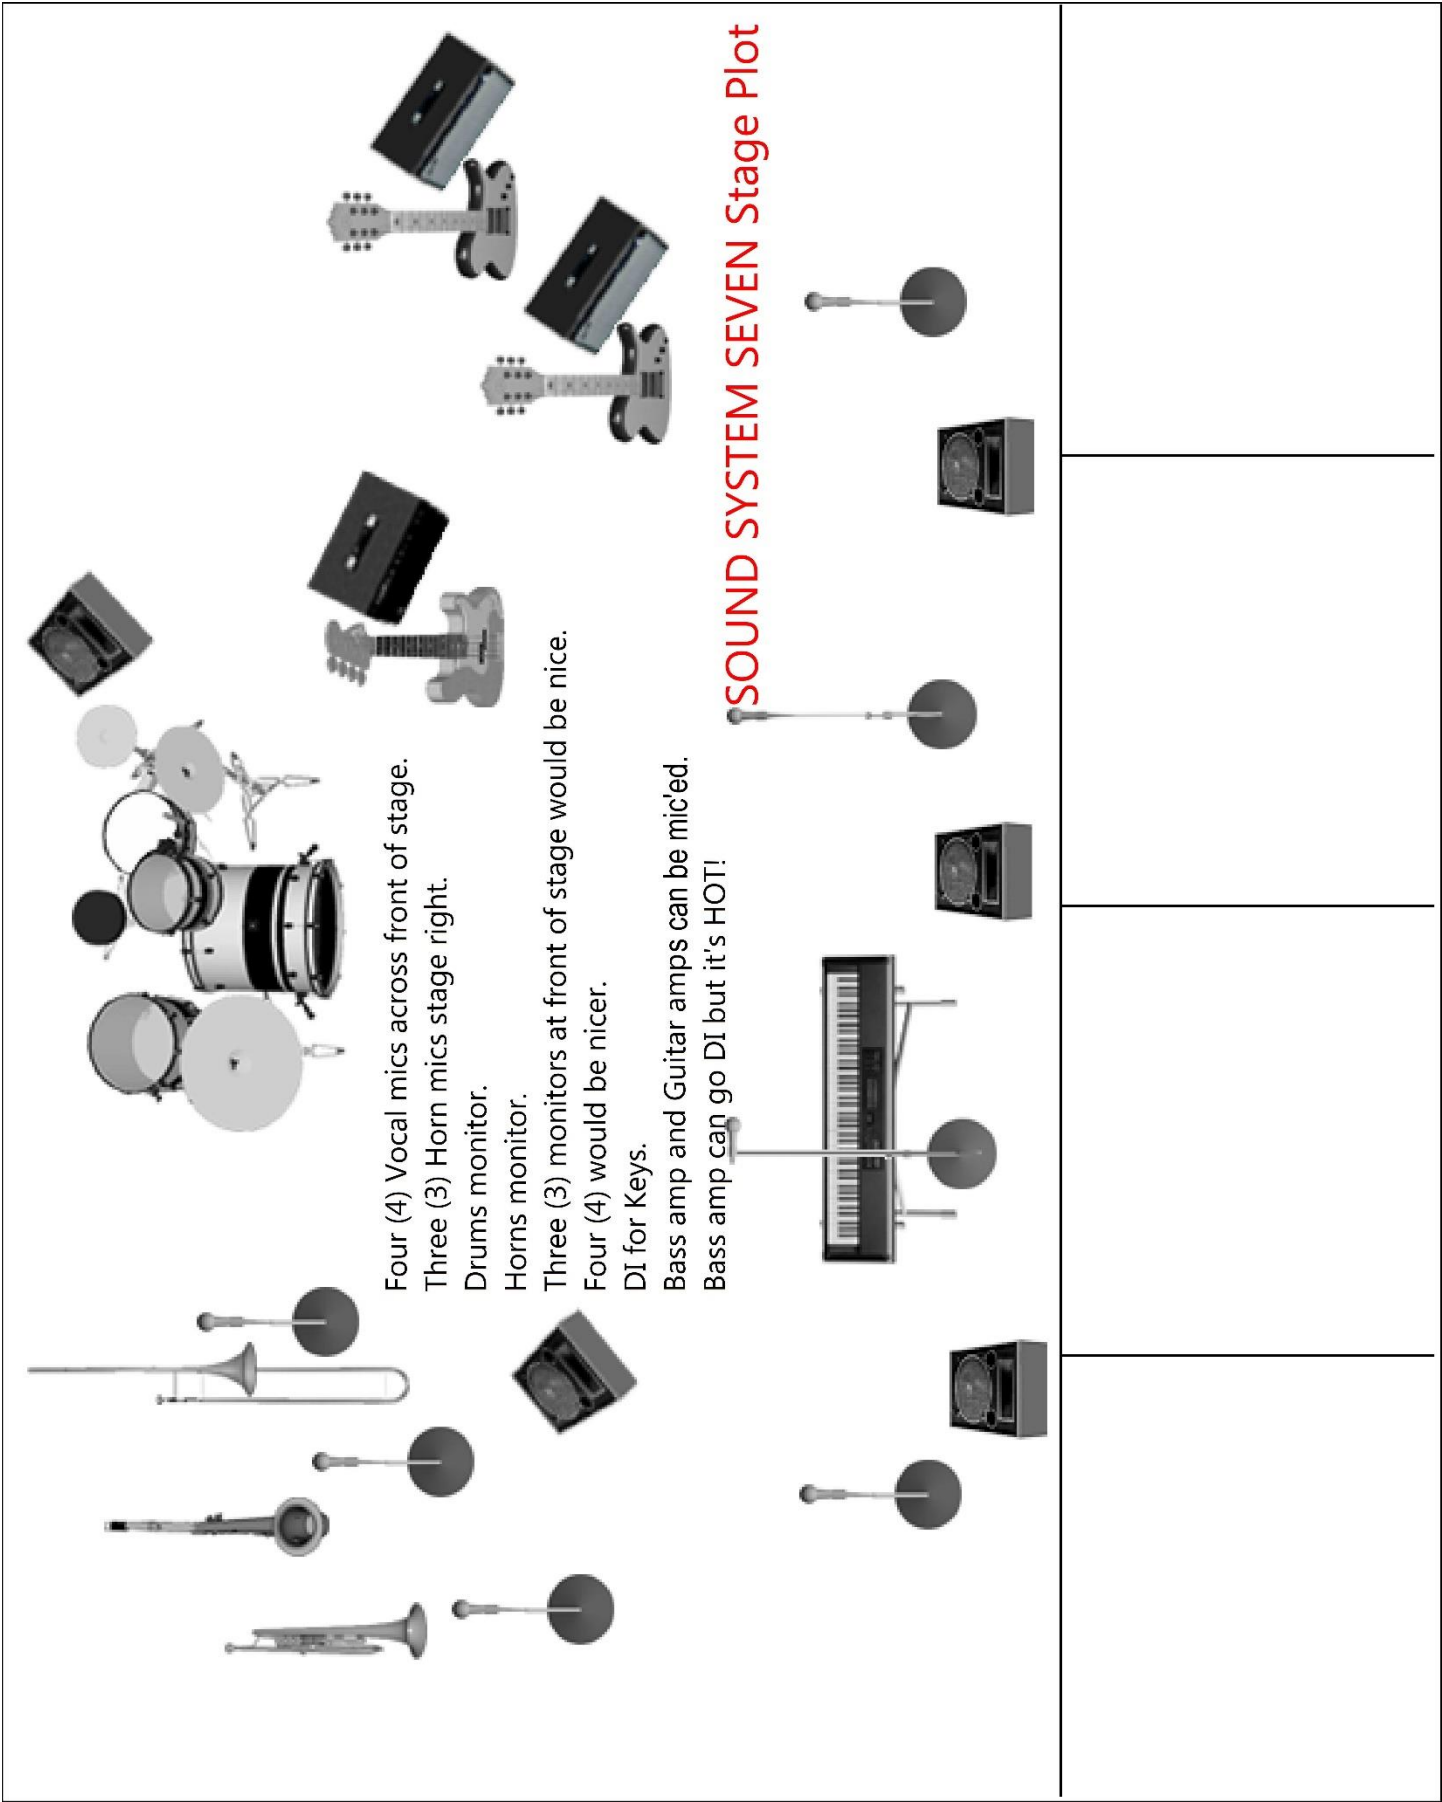 Four (4) Vocal mics across front of stage.
Three (3) Horn mics stage right.
Drums monitor.
Horns monitor.
Three (3) monitors at front of stage would be nice.
Four (4) would be nicer.
DI for Keys.
Bass amp and Guitar amps can be mic'ed.
Bass amp can go DI but it's HOT!
SOUND SYSTEM SEVEN Stage Plot